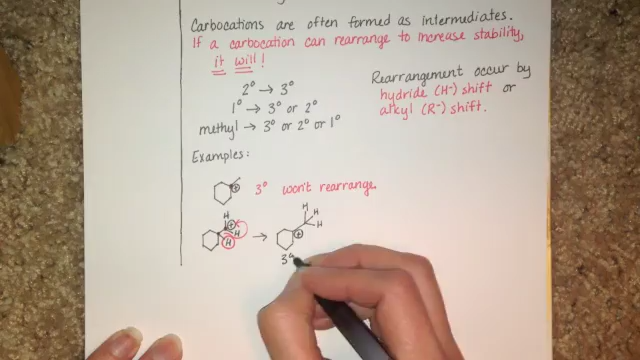 Carbocations are often formed as intermediates.
If a carbocation can rearrange to increase stability,
it will!
2° → 3°
1° → 3° or 2°
methyl → 3° or 2° or 1°
Rearrangement occur by
hydride (H⁻) shift or
alkyl (R⁻) shift.
Examples:
⊕ 3° won't rearrange
H ⊕ H H → H H H ⊕
3°